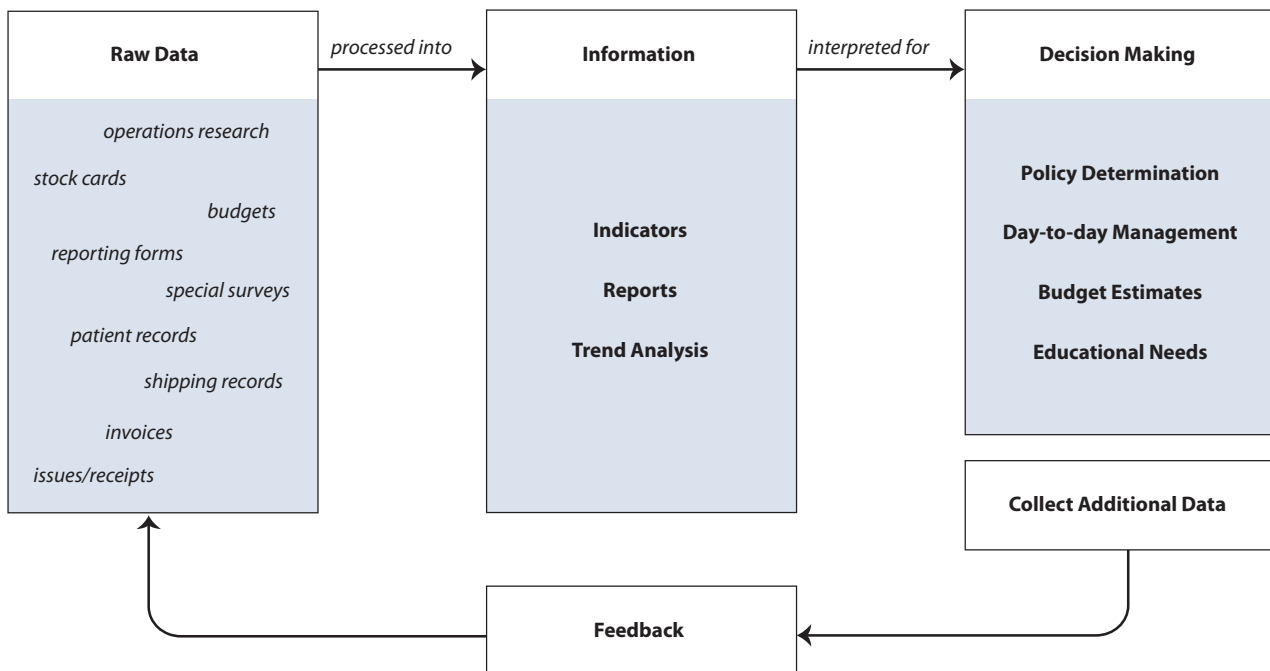 Raw Data
processed into
Information
interpreted for
Decision Making
operations research
stock cards
budgets
reporting forms
special surveys
patient records
shipping records
invoices
issues/receipts
Indicators
Reports
Trend Analysis
Policy Determination
Day-to-day Management
Budget Estimates
Educational Needs
Collect Additional Data
Feedback